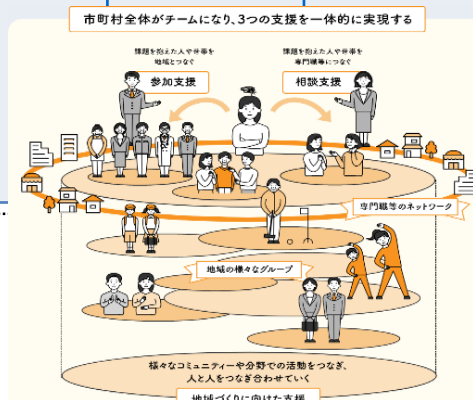 市町村全体がチームになり、3つの支援を一体的に実現する
課題を抱えた人や世帯を
地域とつなぐ
参加支援
課題を抱えた人や世帯を
専門職等につなぐ
相談支援
専門職等のネットワーク
地域の様々なグループ
様々なコミュニティーや分野での活動をつなぎ、
人と人をつなぎ合わせていく
地域づくりに向けた支援